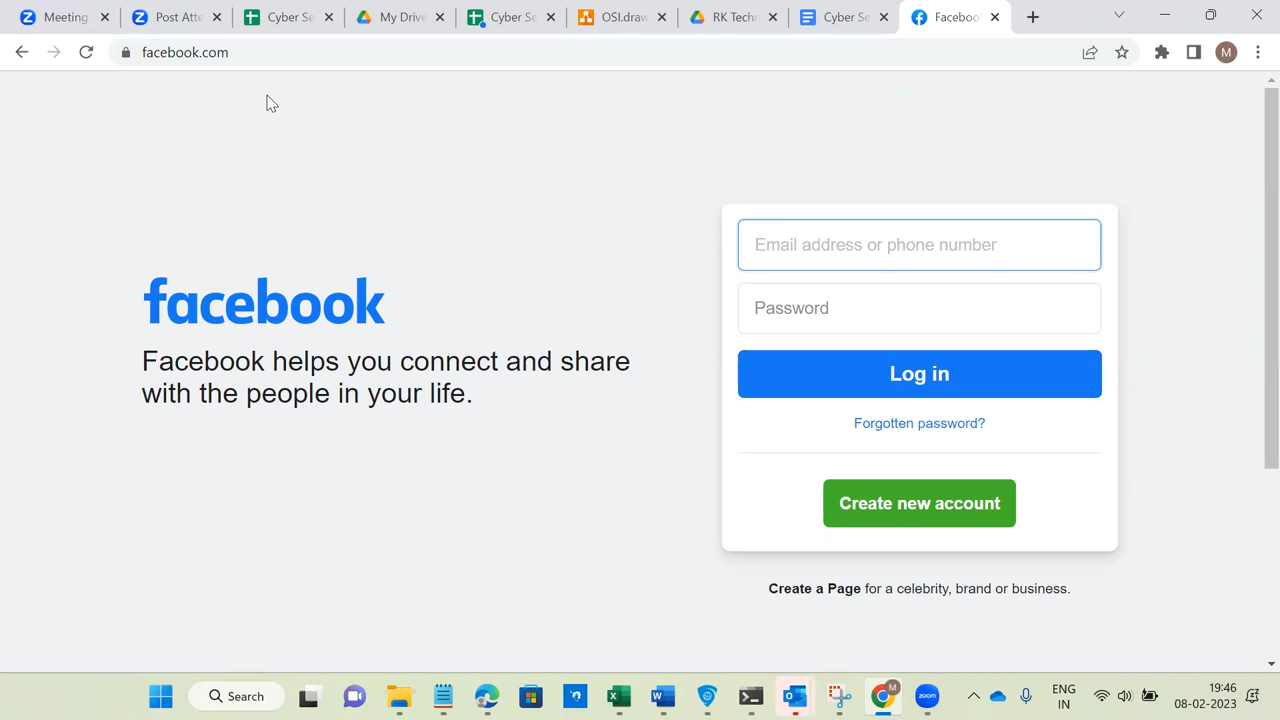 Meeting
Post Atte
Cyber S
My Drive
Cyber Se
OSI.draw
RK Techn
Cyber Se
Faceboo
facebook.com
M
facebook
Facebook helps you connect and share
with the people in your life.
Email address or phone number
Password
Log in
Forgotten password?
Create new account
Create a Page for a celebrity, brand or business.
Search
M
zoom
ENG
IN
19:46
08-02-2023